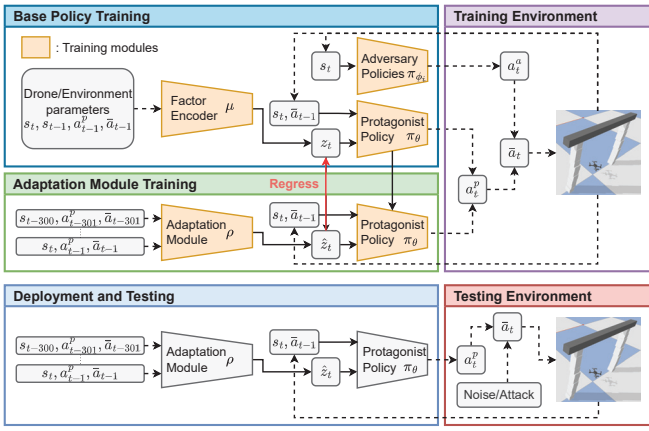 Base Policy Training
: Training modules
Drone/Environment
parameters
s_t, s_{t-1}, a^p_{t-1}, ā_{t-1}
Factor
Encoder μ
s_t
Adversary
Policies π_{ϕ_i}
s_t, ā_{t-1}
z_t
Protagonist
Policy π_θ
Training Environment
a^a_t
ā_t
a^p_t
Adaptation Module Training
Regress
s_{t-300}, a^p_{t-301}, ā_{t-301}
s_t, a^p_{t-1}, ā_{t-1}
Adaptation
Module ρ
s_t, ā_{t-1}
ẑ_t
Protagonist
Policy π_θ
Deployment and Testing
s_{t-300}, a^p_{t-301}, ā_{t-301}
s_t, a^p_{t-1}, ā_{t-1}
Adaptation
Module ρ
s_t, ā_{t-1}
ẑ_t
Protagonist
Policy π_θ
Testing Environment
ā_t
a^p_t
Noise/Attack